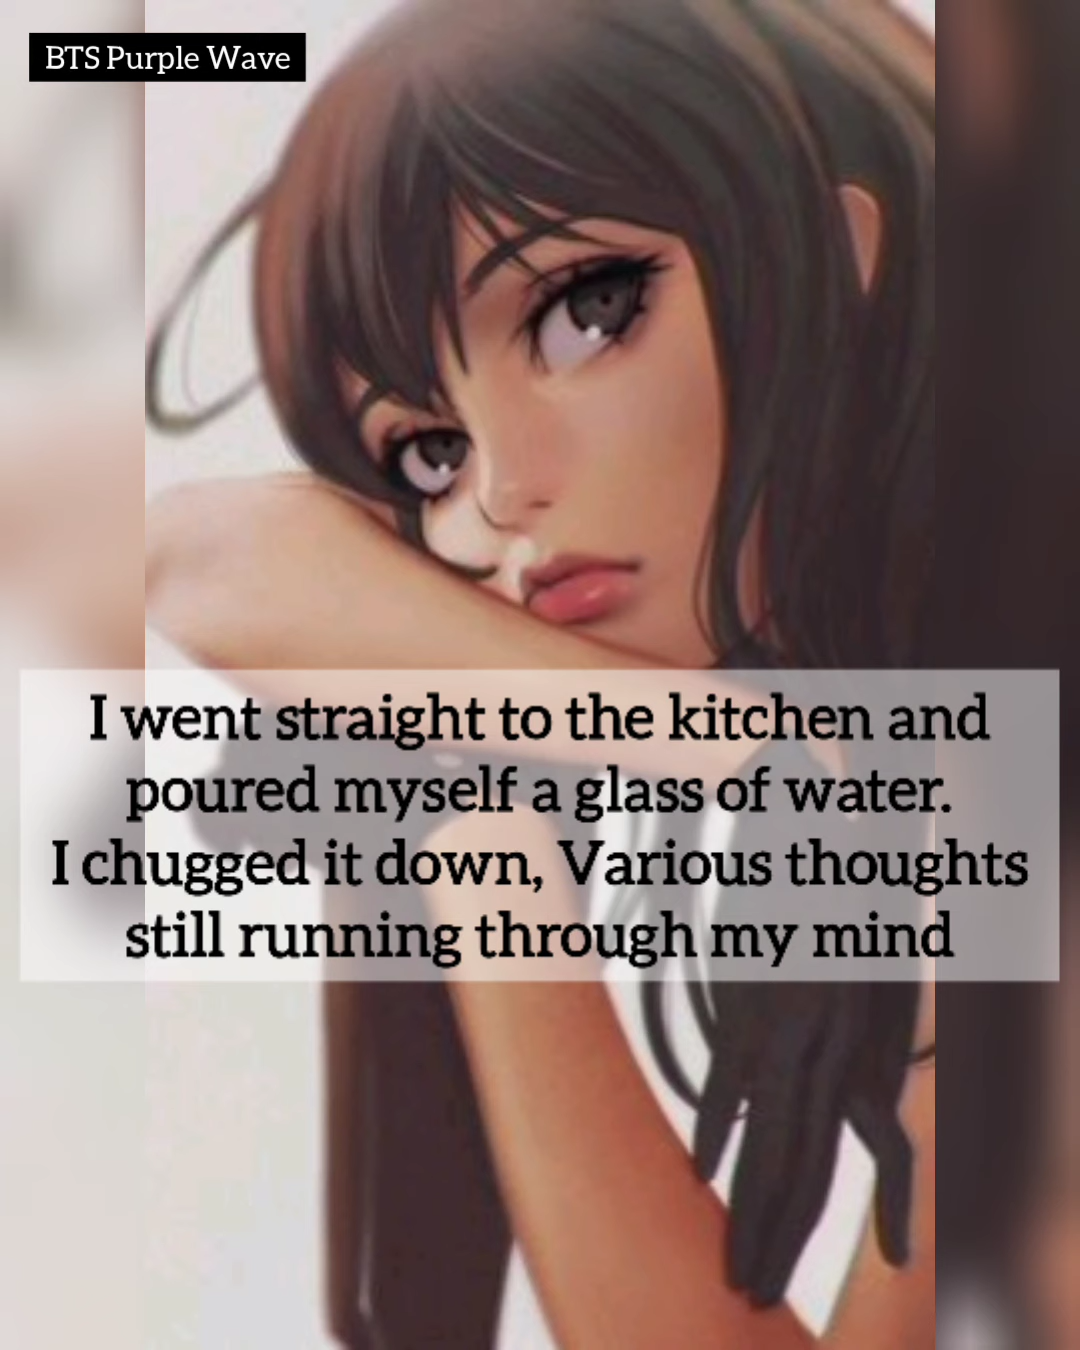 BTS Purple Wave
I went straight to the kitchen and
poured myself a glass of water.
I chugged it down, Various thoughts
still running through my mind